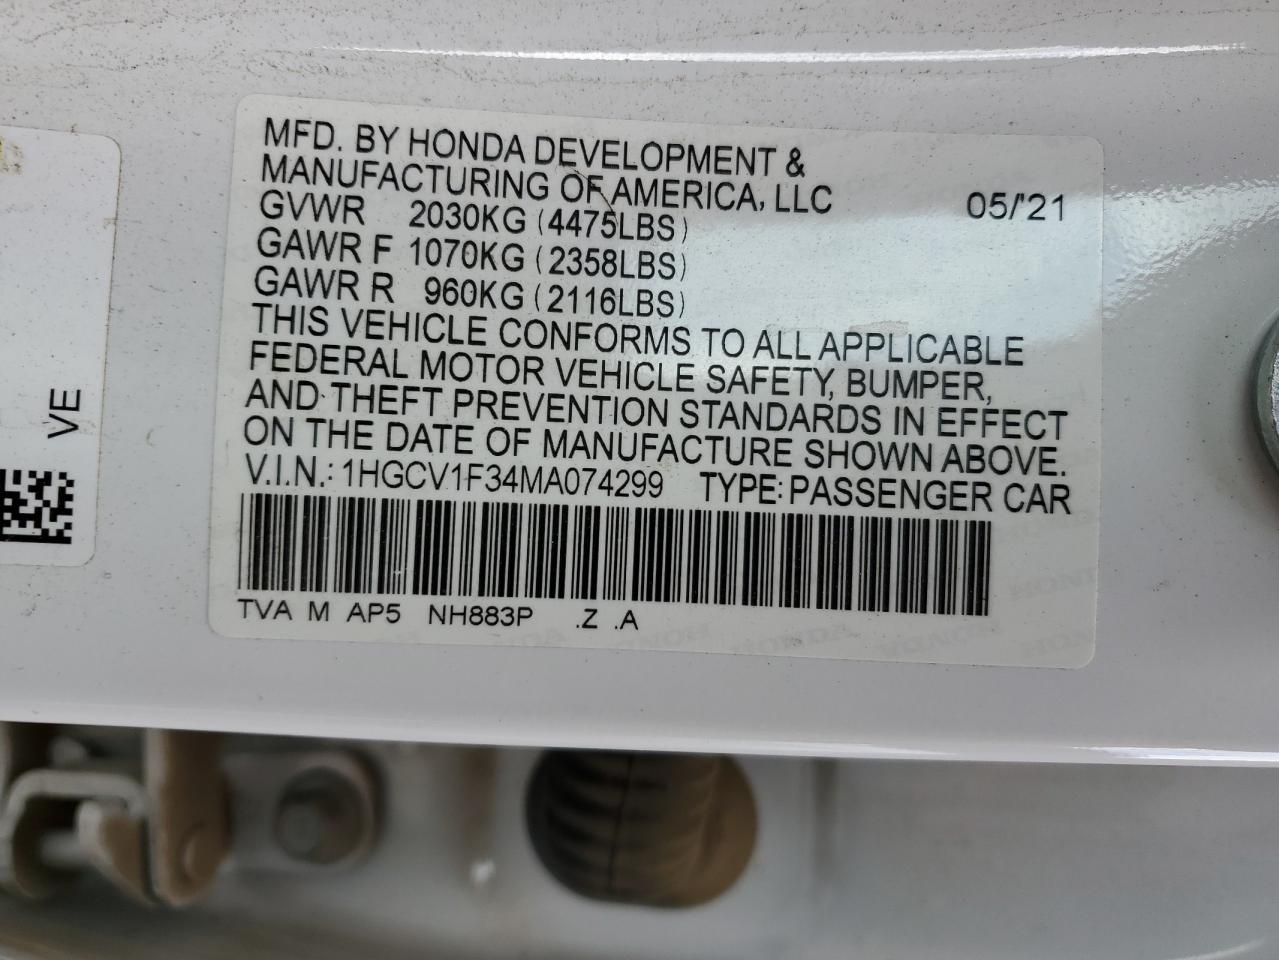 MFD. BY HONDA DEVELOPMENT &
MANUFACTURING OF AMERICA, LLC 05/'21
GVWR 2030KG (4475LBS)
GAWR F 1070KG (2358LBS)
GAWR R 960KG (2116LBS)
THIS VEHICLE CONFORMS TO ALL APPLICABLE
FEDERAL MOTOR VEHICLE SAFETY, BUMPER,
AND THEFT PREVENTION STANDARDS IN EFFECT
ON THE DATE OF MANUFACTURE SHOWN ABOVE.
V.I.N.: 1HGCV1F34MA074299 TYPE: PASSENGER CAR
TVA M AP5 NH883P .Z .A
VE